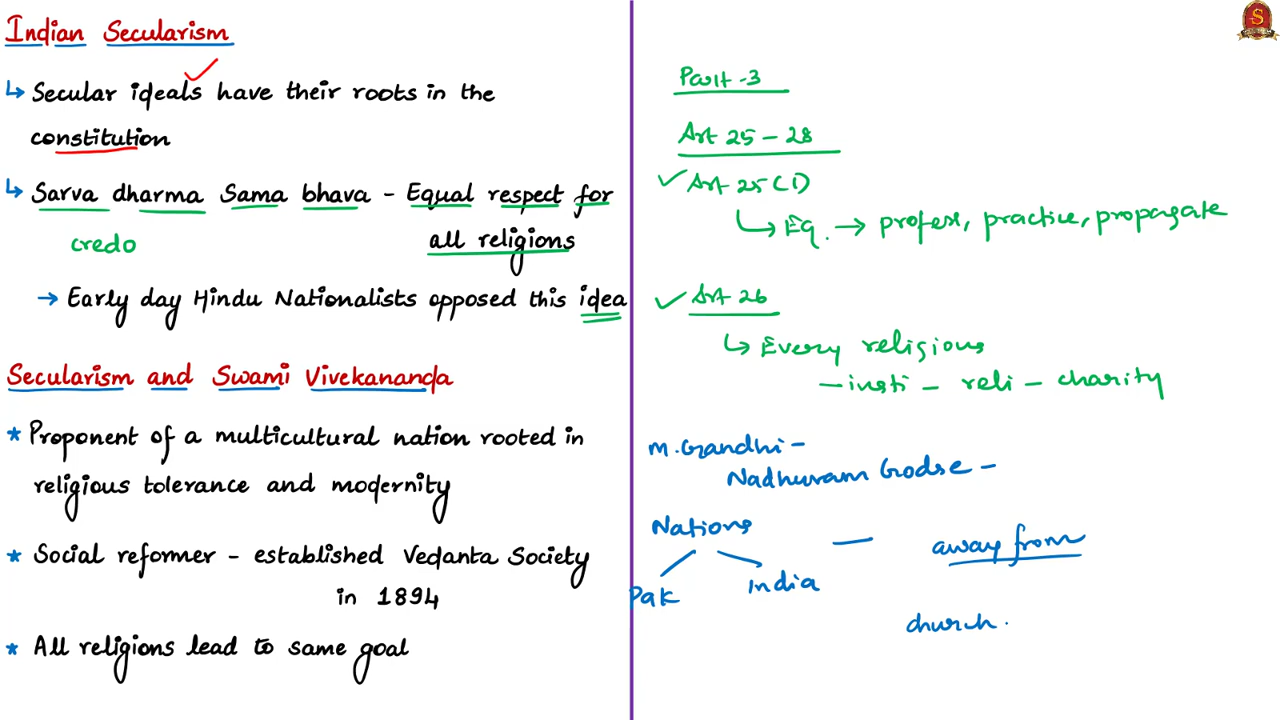 Indian Secularism
↳ Secular ideals have their roots in the
constitution
↳ Sarva dharma Sama bhava - Equal respect for
credo all religions
→ Early day Hindu Nationalists opposed this idea
Secularism and Swami Vivekananda
* Proponent of a multicultural nation rooted in
religious tolerance and modernity
* Social reformer - established Vedanta Society
in 1894
* All religions lead to same goal
Part -3
Art 25 - 28
✓ Art 25 (1)
↳ Eq. → profess, practice, propagate
✓ Art 26
↳ Every religious
- insti - reli - charity
M. Gandhi -
Nadhuram Godse -
Nations
— away from
Pak India
church.